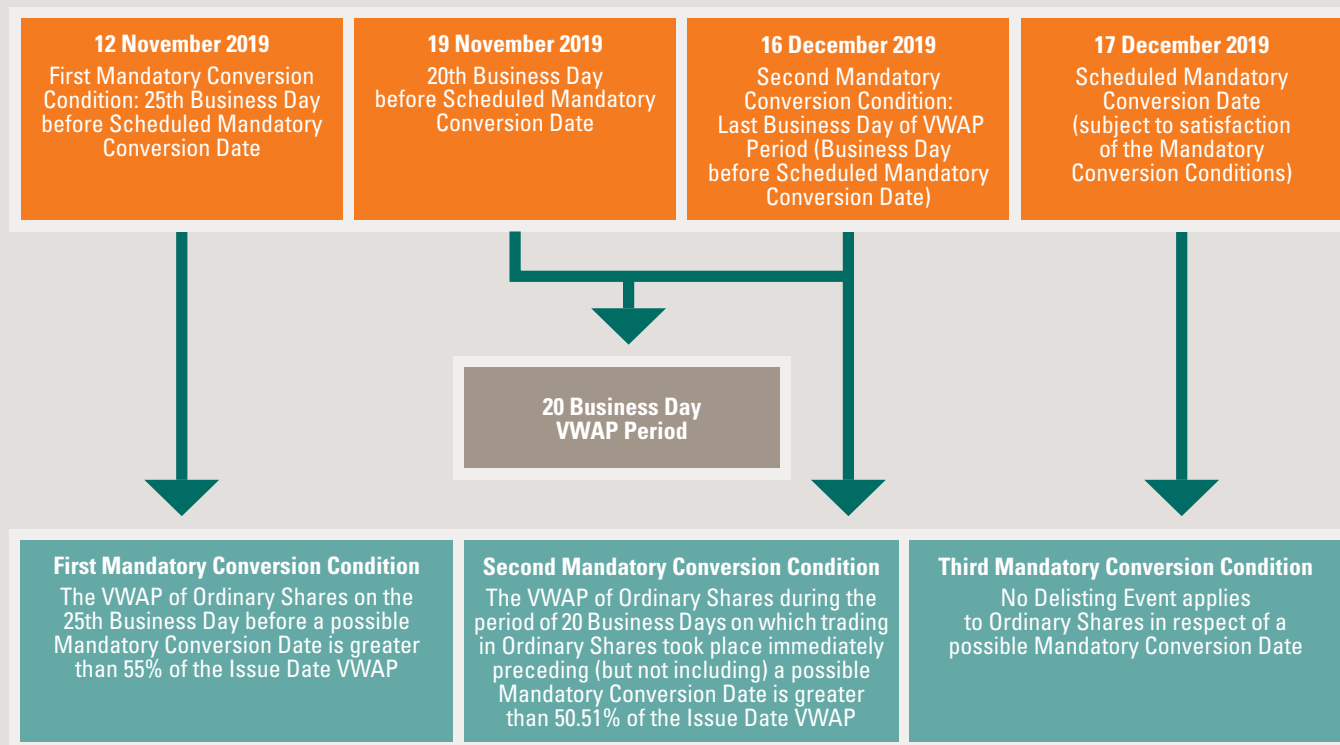 12 November 2019
First Mandatory Conversion
Condition: 25th Business Day
before Scheduled Mandatory
Conversion Date
19 November 2019
20th Business Day
before Scheduled Mandatory
Conversion Date
16 December 2019
Second Mandatory
Conversion Condition:
Last Business Day of VWAP
Period (Business Day
before Scheduled Mandatory
Conversion Date)
17 December 2019
Scheduled Mandatory
Conversion Date
(subject to satisfaction
of the Mandatory
Conversion Conditions)
20 Business Day
VWAP Period
First Mandatory Conversion Condition
The VWAP of Ordinary Shares on the
25th Business Day before a possible
Mandatory Conversion Date is greater
than 55% of the Issue Date VWAP
Second Mandatory Conversion Condition
The VWAP of Ordinary Shares during the
period of 20 Business Days on which trading
in Ordinary Shares took place immediately
preceding (but not including) a possible
Mandatory Conversion Date is greater
than 50.51% of the Issue Date VWAP
Third Mandatory Conversion Condition
No Delisting Event applies
to Ordinary Shares in respect of a
possible Mandatory Conversion Date